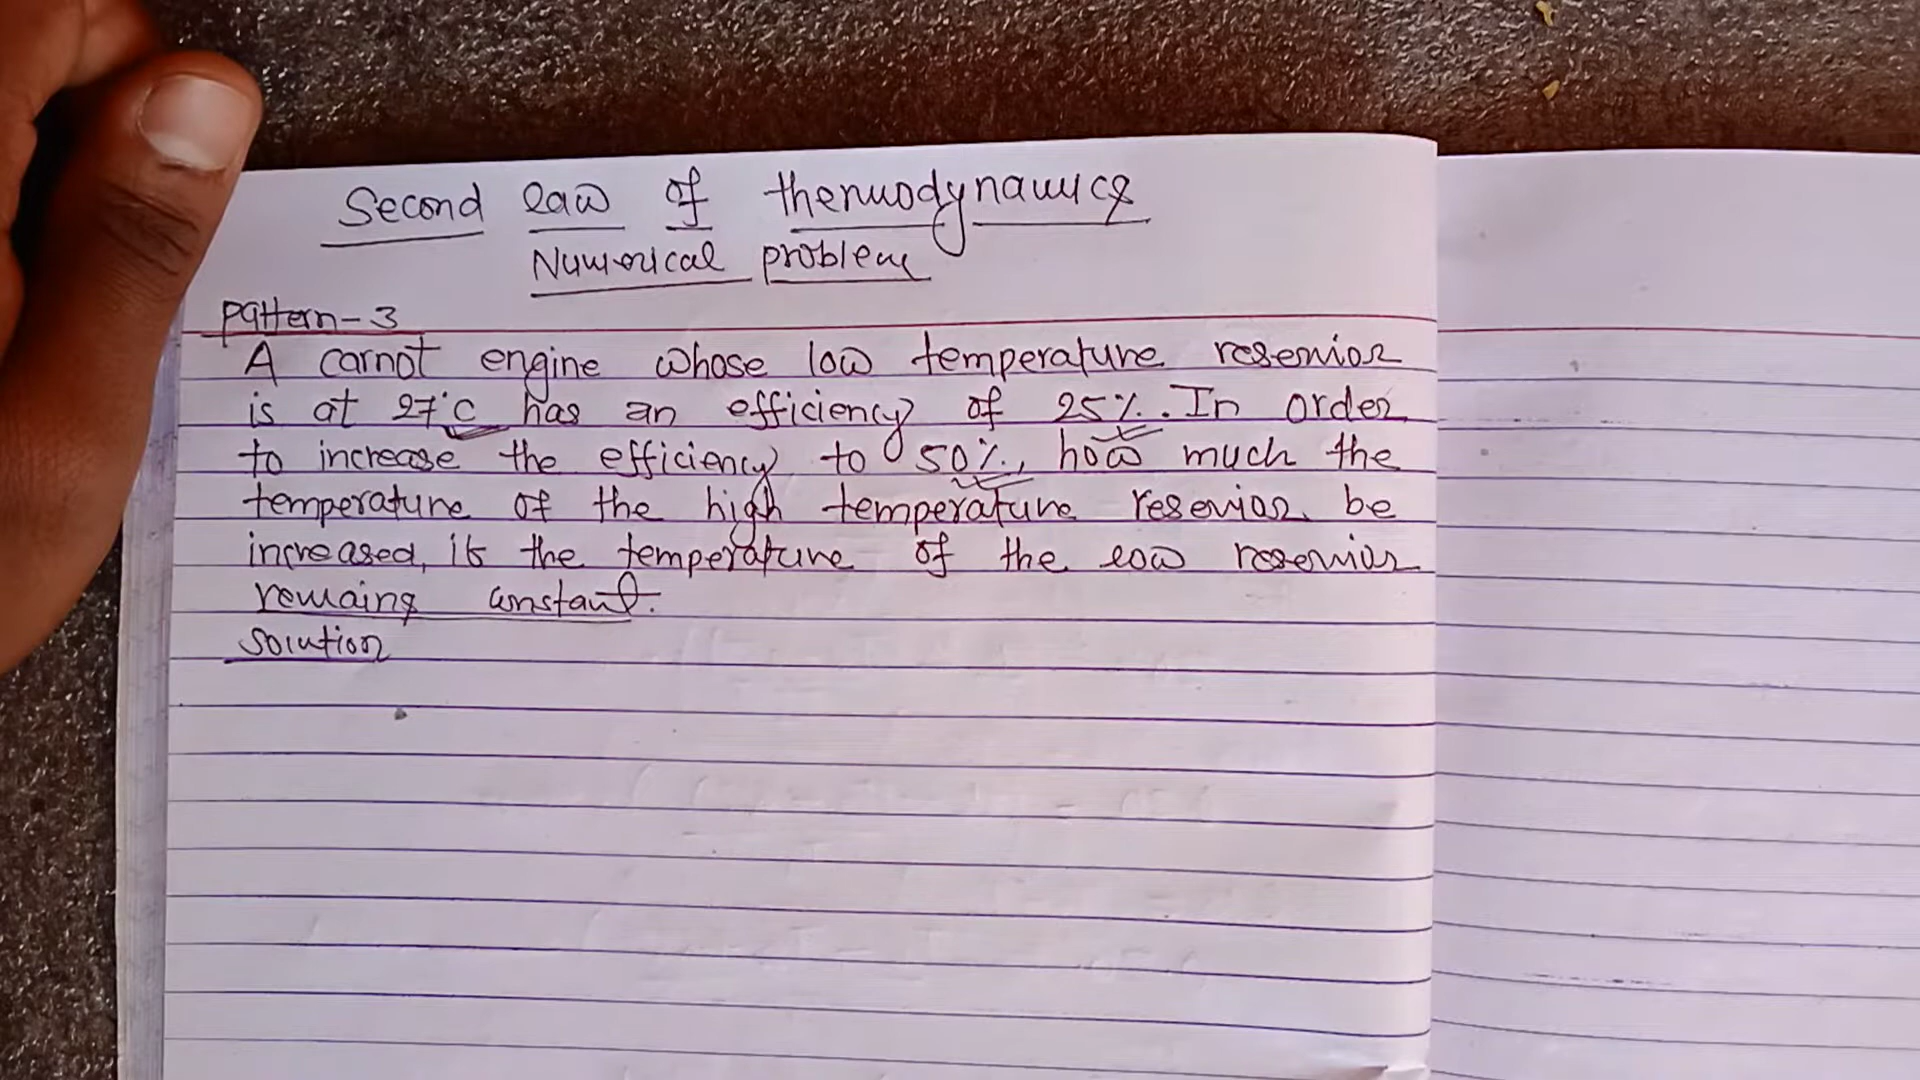 Second law of thermodynamics
Numerical problem
pattern-3
A carnot engine whose low temperature reservior
is at 27°C has an efficiency of 25%. In order
to increase the efficiency to 50%, how much the
temperature of the high temperature reservior be
increased, if the temperature of the low reservior
remains constant.
Solution